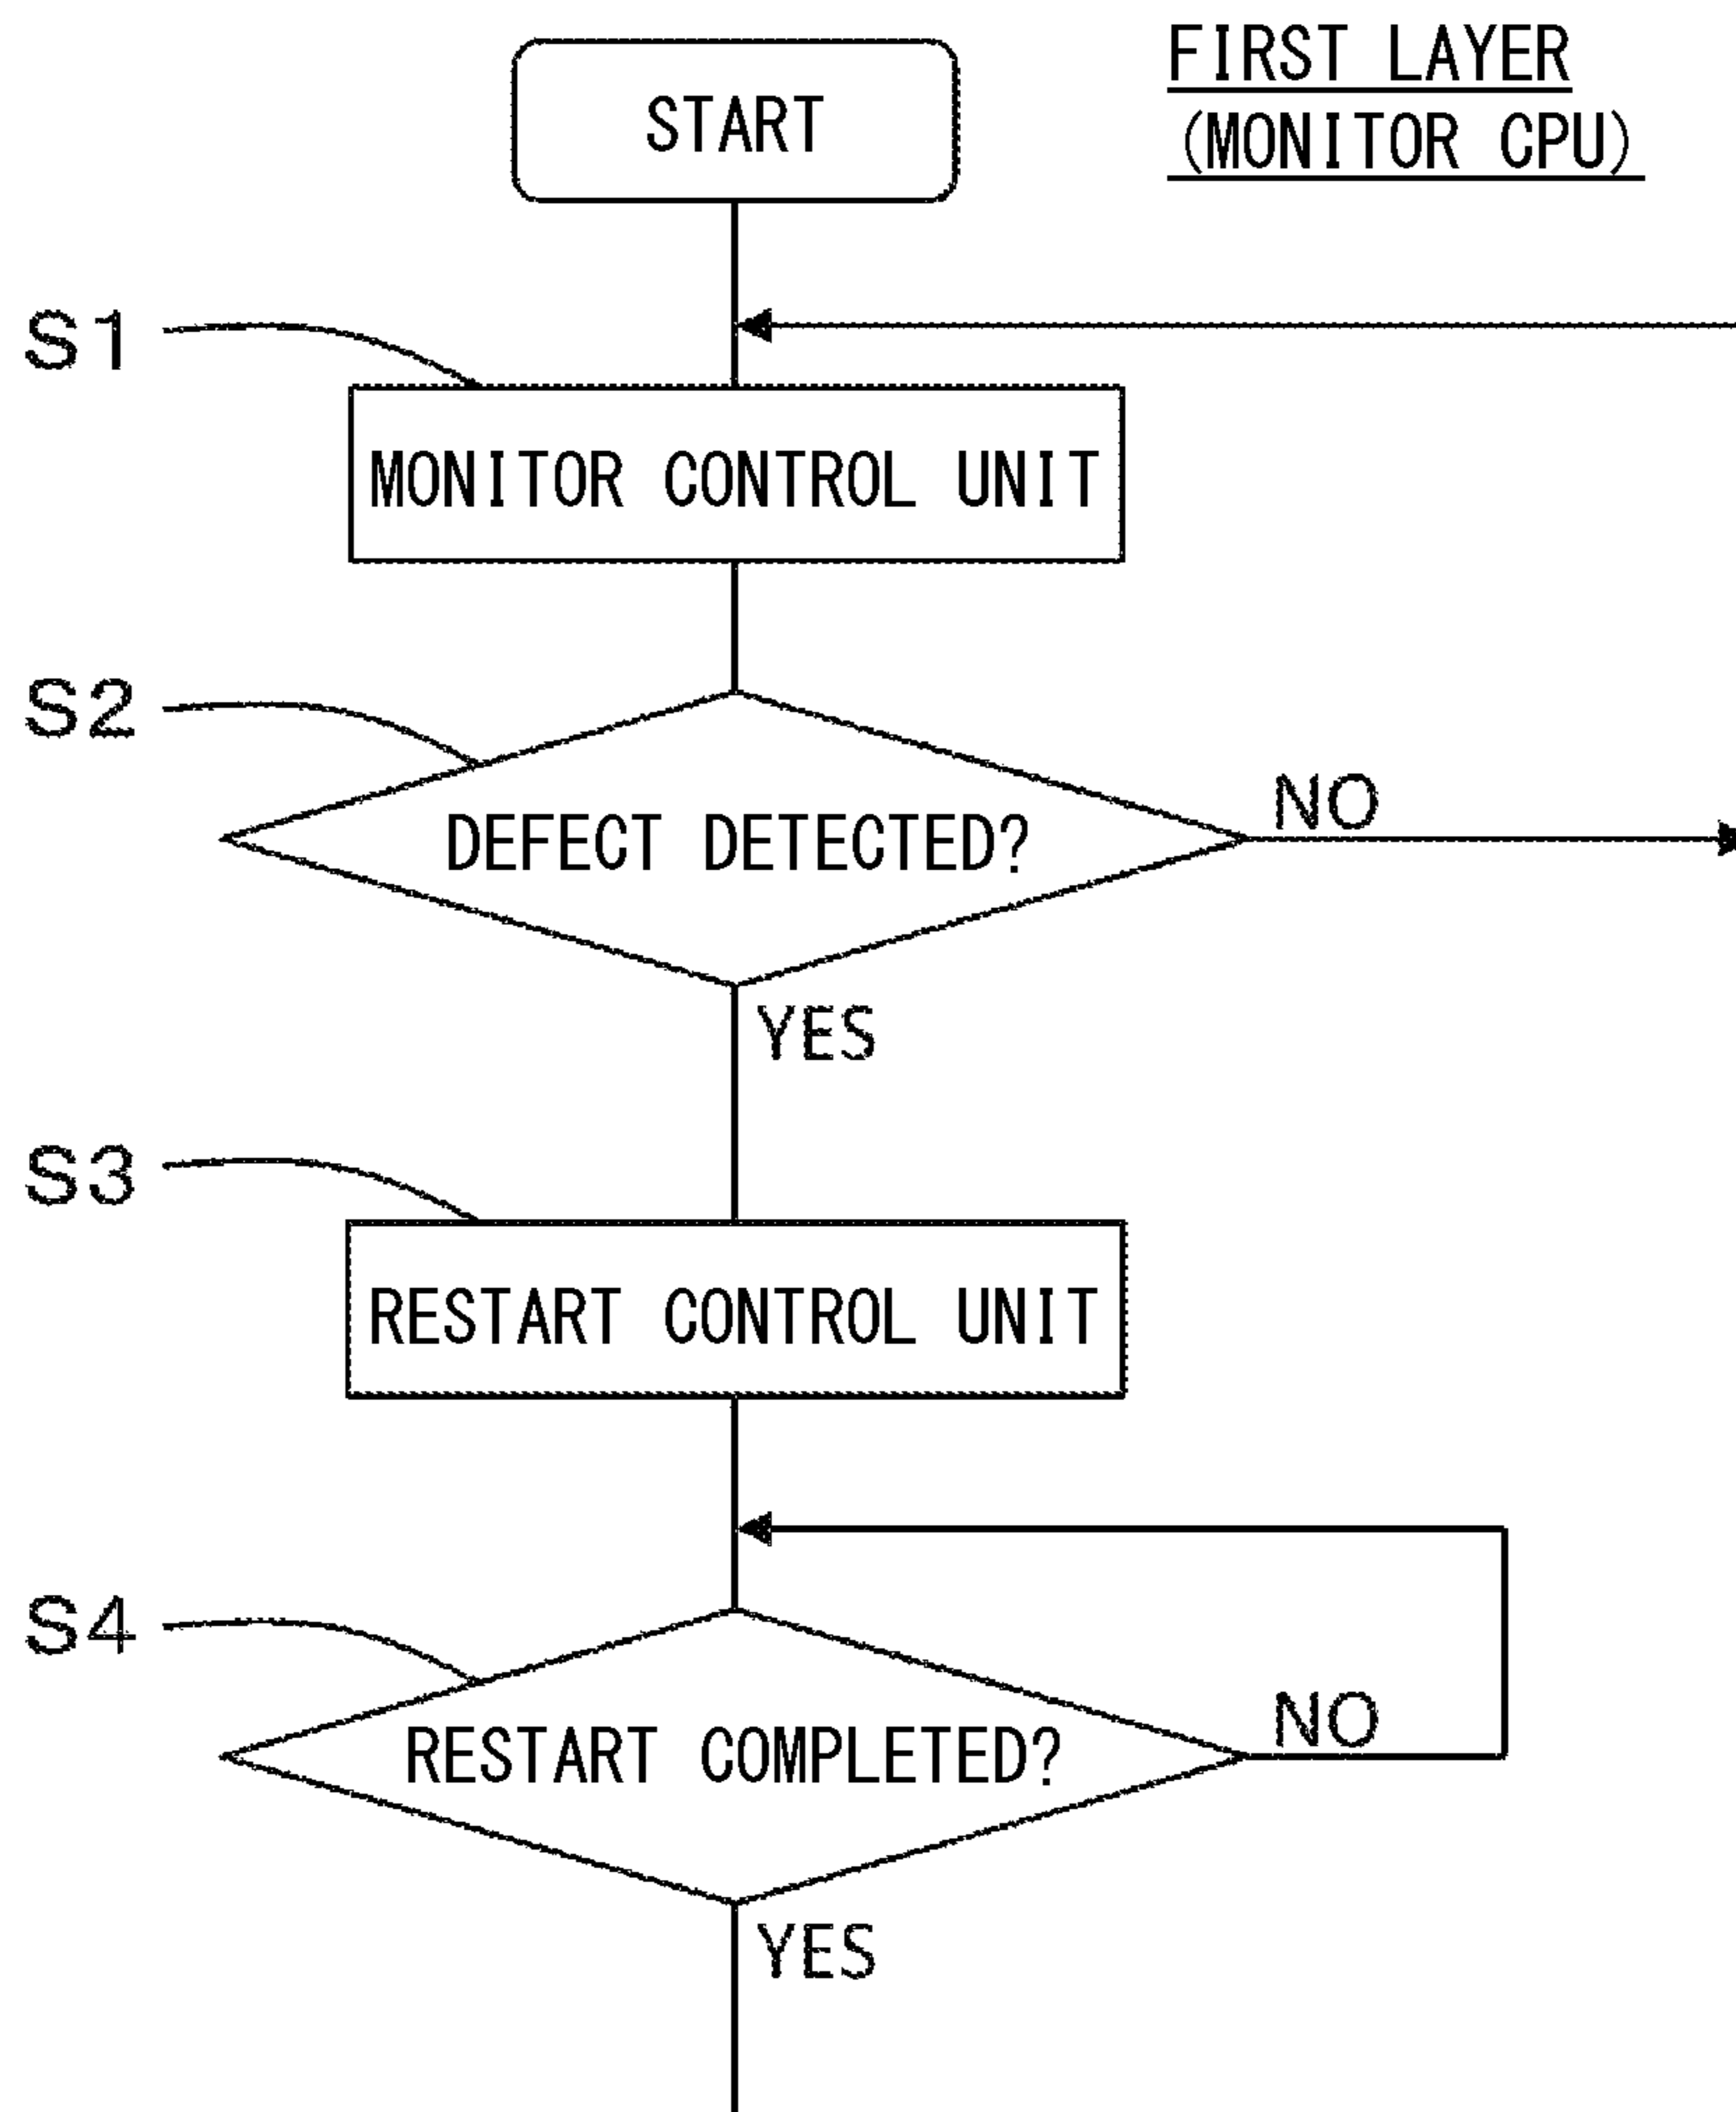 FIRST LAYER
(MONITOR CPU)
START
S1
MONITOR CONTROL UNIT
S2
DEFECT DETECTED?
NO
YES
S3
RESTART CONTROL UNIT
S4
RESTART COMPLETED?
NO
YES